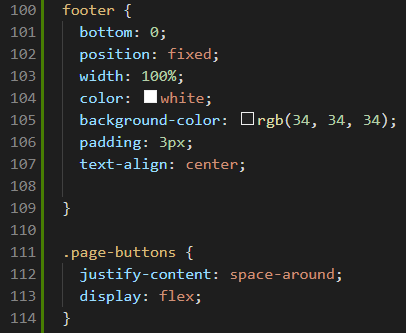 100 footer {
101 bottom: 0;
102 position: fixed;
103 width: 100%;
104 color: white;
105 background-color: rgb(34, 34, 34);
106 padding: 3px;
107 text-align: center;
108
109 }
110
111 .page-buttons {
112 justify-content: space-around;
113 display: flex;
114 }